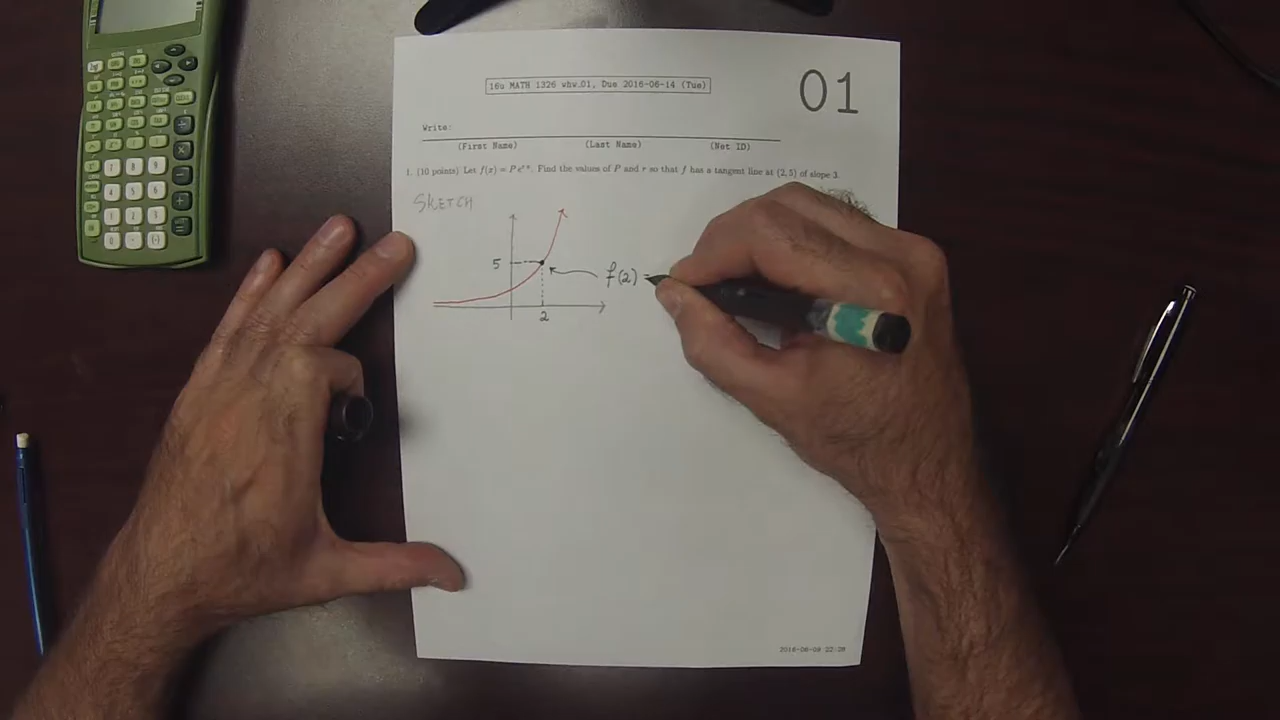 16u MATH 1326 whw.01, Due 2016-06-14 (Tue)
01
Write:
(First Name) (Last Name) (Net ID)
1. (10 points) Let f(x) = P e^{rx}. Find the values of P and r so that f has a tangent line at (2, 5) of slope 3.
SKETCH
5
f(2) =
2
2016-06-09 22:28